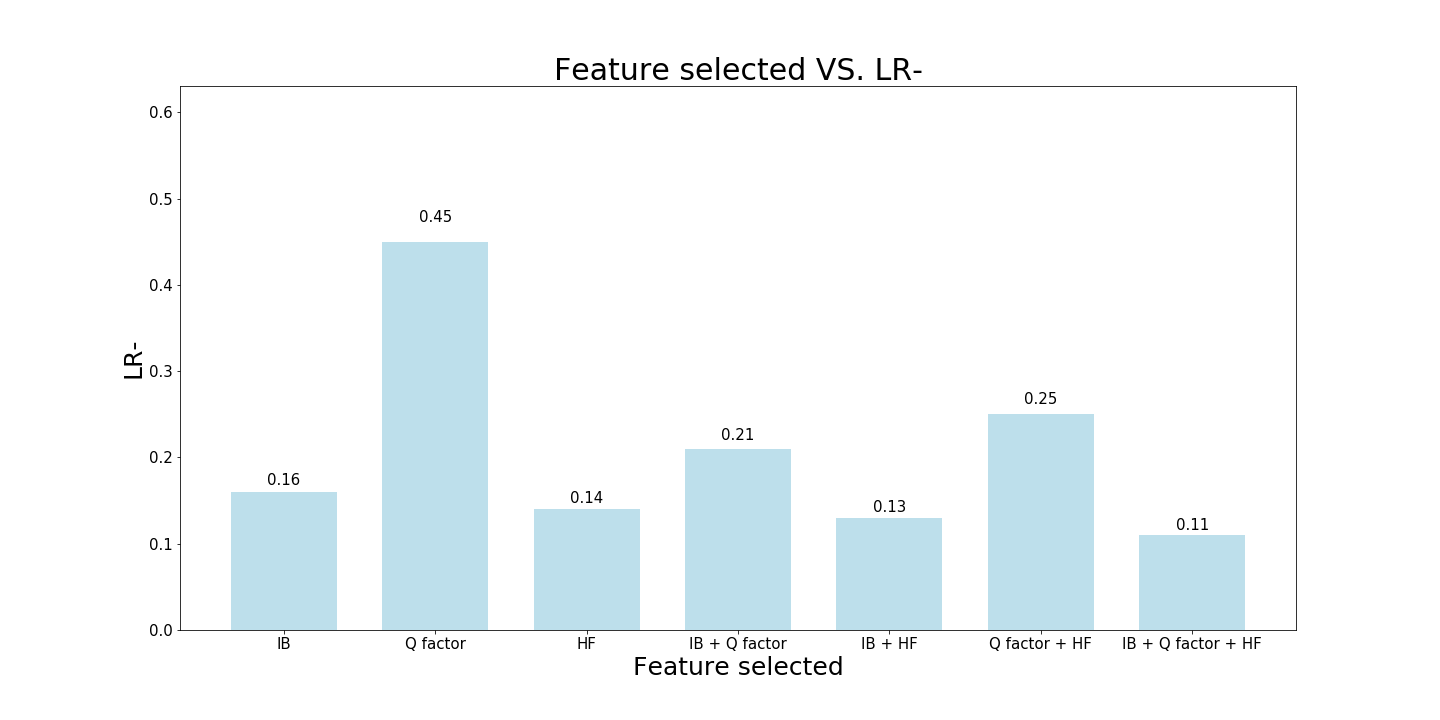 Feature selected VS. LR-
LR-
0.6
0.5
0.4
0.3
0.2
0.1
0.0
0.16
0.45
0.14
0.21
0.13
0.25
0.11
IB
Q factor
HF
IB + Q factor
IB + HF
Q factor + HF
IB + Q factor + HF
Feature selected